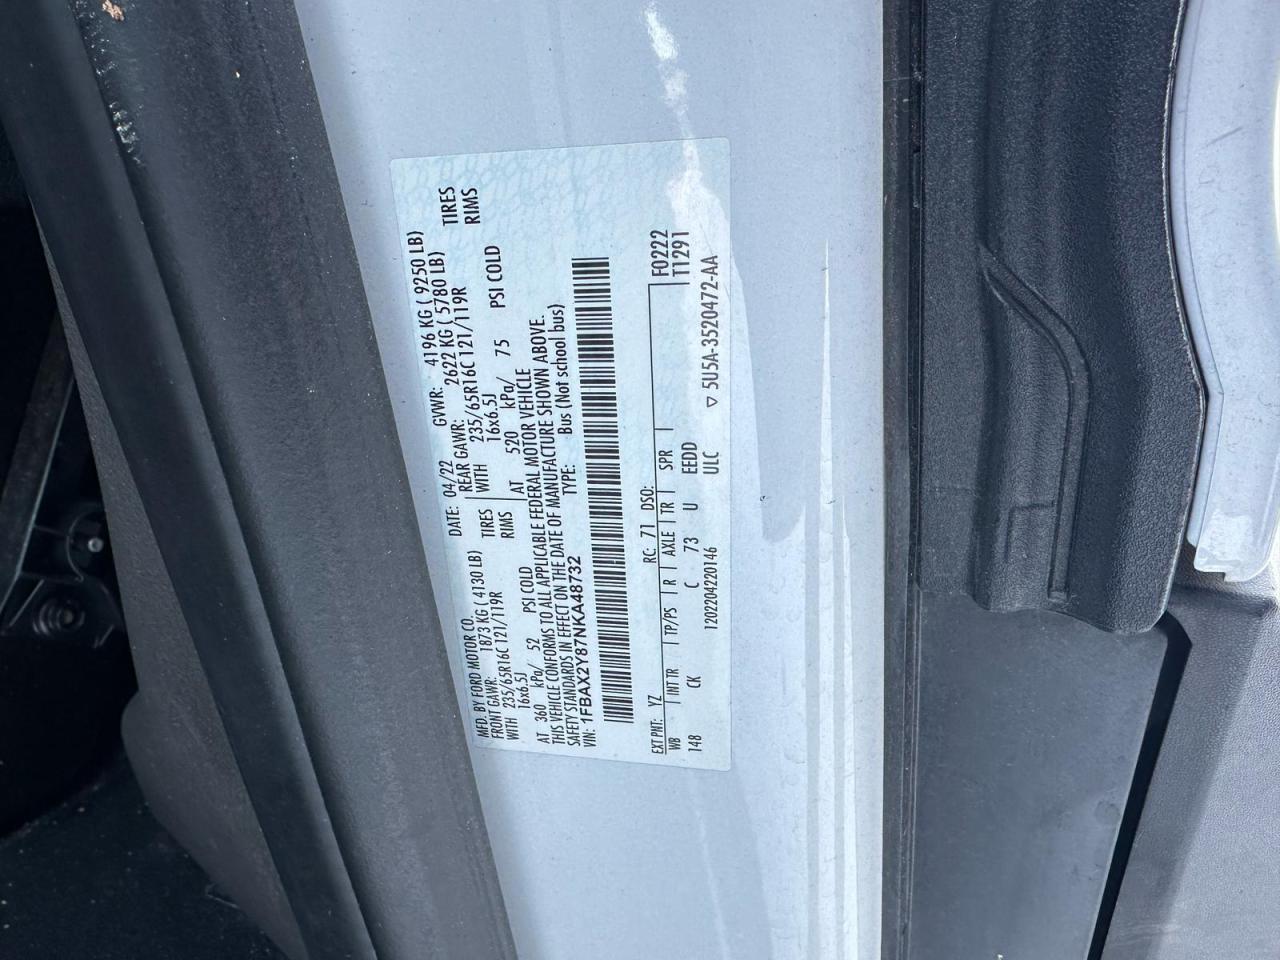 MFD. BY FORD MOTOR CO.
DATE: 04/22 GVWR: 4196 KG ( 9250 LB)
FRONT GAWR: 1873 KG ( 4130 LB) REAR GAWR: 2622 KG ( 5780 LB)
WITH 235/65R16C 121/119R TIRES WITH 235/65R16C 121/119R TIRES
16x6.5J RIMS 16x6.5J RIMS
AT 360 kPa/ 52 PSI COLD AT 520 kPa/ 75 PSI COLD
THIS VEHICLE CONFORMS TO ALL APPLICABLE FEDERAL MOTOR VEHICLE
SAFETY STANDARDS IN EFFECT ON THE DATE OF MANUFACTURE SHOWN ABOVE.
VIN: 1FBAX2Y87NKA48732 TYPE: Bus (Not school bus)
EXT PNT: YZ RC: 71 DSO: F0222
WB INT TR TP/PS R AXLE TR SPR T1291
148 CK C 73 U EEDD
1202204220146 ULC ▽ 5U5A-3520472-AA